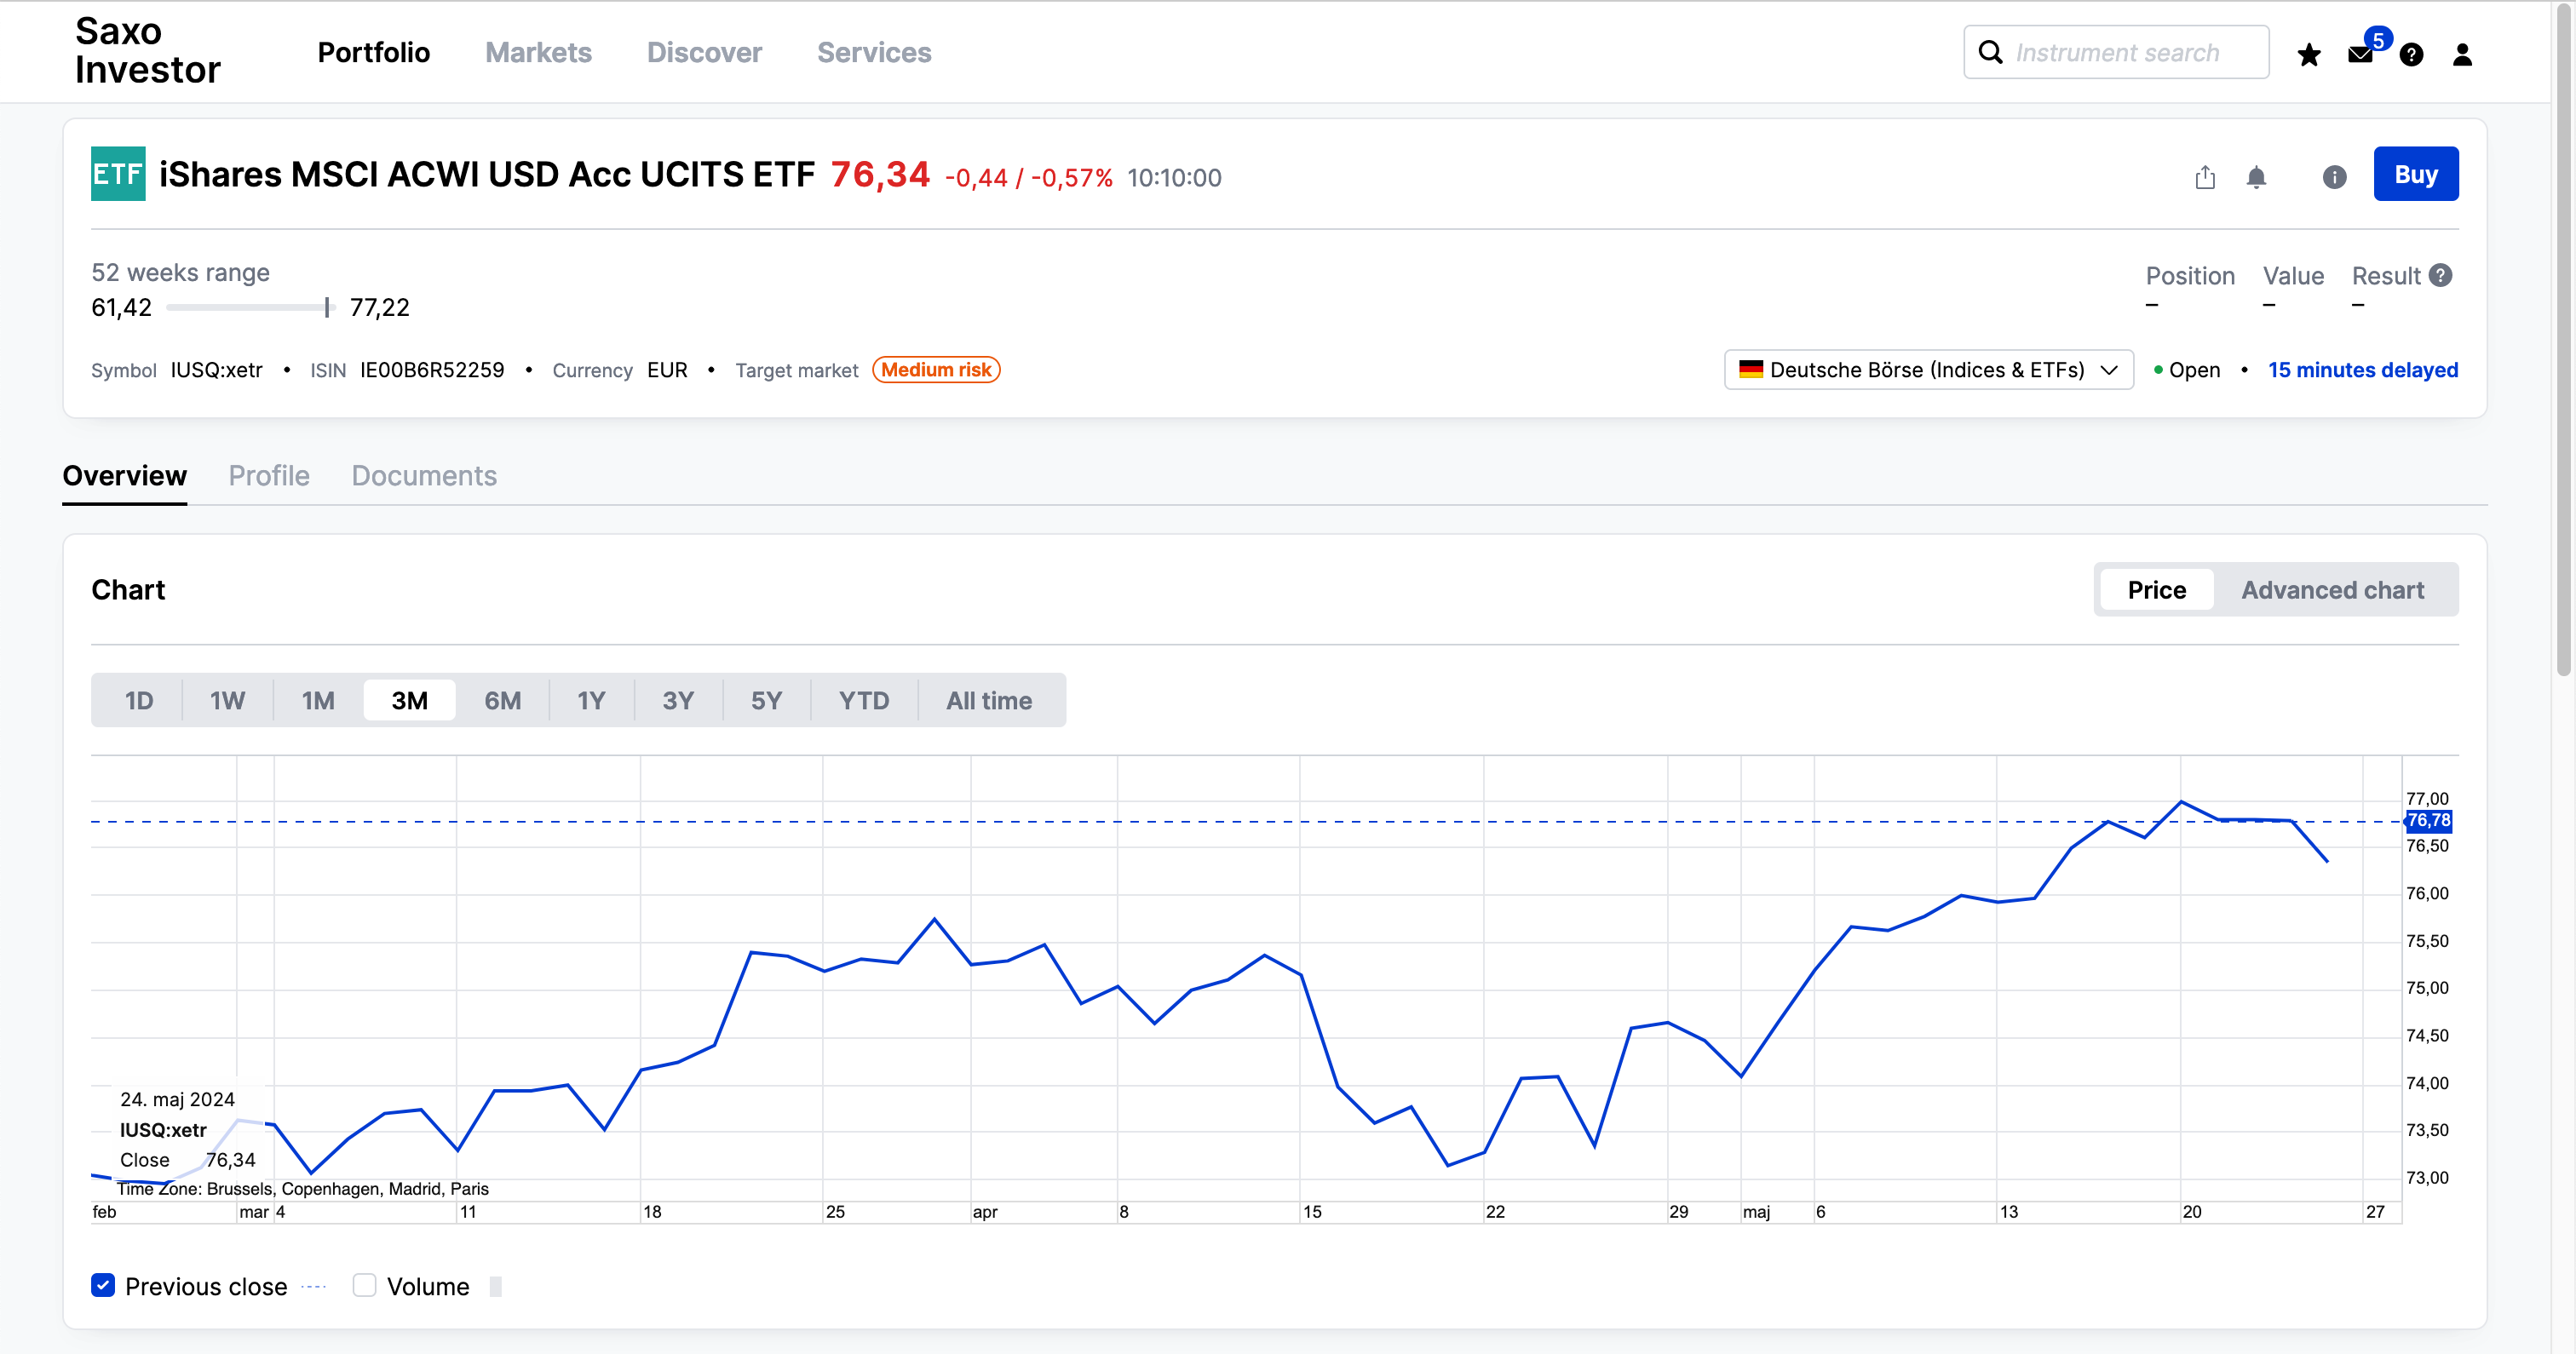 Saxo
Investor
Portfolio Markets Discover Services
Instrument search
5
ETF iShares MSCI ACWI USD Acc UCITS ETF 76,34 -0,44 / -0,57% 10:10:00
Buy
52 weeks range
61,42 77,22
Position Value Result
– – –
Symbol IUSQ:xetr • ISIN IE00B6R52259 • Currency EUR • Target market Medium risk
Deutsche Börse (Indices & ETFs) Open • 15 minutes delayed
Overview Profile Documents
Chart
Price Advanced chart
1D 1W 1M 3M 6M 1Y 3Y 5Y YTD All time
77,00
76,78
76,50
76,00
75,50
75,00
74,50
74,00
73,50
73,00
24. maj 2024
IUSQ:xetr
Close 76,34
Time Zone: Brussels, Copenhagen, Madrid, Paris
feb mar 4 11 18 25 apr 8 15 22 29 maj 6 13 20 27
Previous close Volume